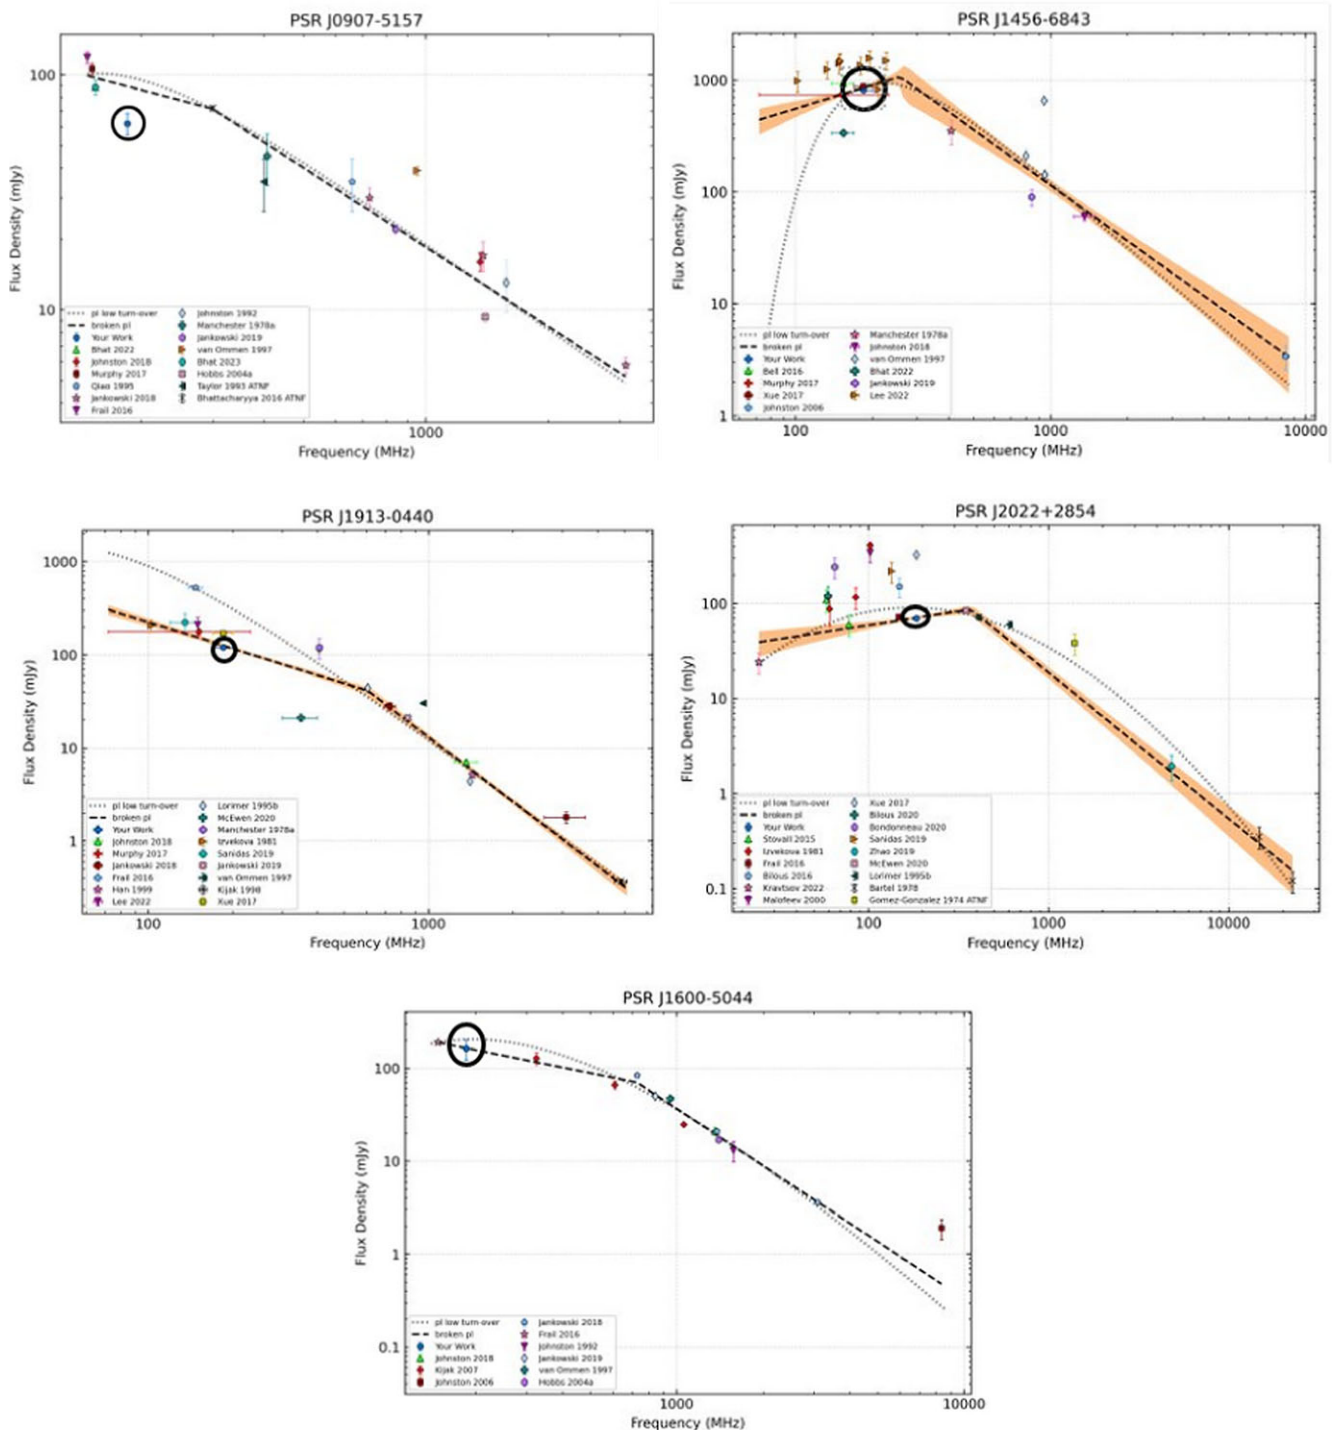 PSR J0907-5157
Flux Density (mJy)
100
10
pl low turn-over
broken pl
Your Work
Bhat 2022
Johnston 2018
Murphy 2017
Qiao 1995
Jankowski 2018
Frail 2016
Johnston 1992
Manchester 1978a
Jankowski 2019
van Ommen 1997
Bhat 2023
Hobbs 2004a
Taylor 1993 ATNF
Bhattacharyya 2016 ATNF
1000
Frequency (MHz)
PSR J1456-6843
Flux Density (mJy)
1000
100
10
1
pl low turn-over
broken pl
Your Work
Bell 2016
Murphy 2017
Xue 2017
Johnston 2006
Manchester 1978a
Johnston 2018
van Ommen 1997
Bhat 2022
Jankowski 2019
Lee 2022
100
1000
10000
Frequency (MHz)
PSR J1913-0440
Flux Density (mJy)
1000
100
10
1
pl low turn-over
broken pl
Your Work
Johnston 2018
Murphy 2017
Jankowski 2018
Frail 2016
Han 1999
Lee 2022
Lorimer 1995b
McEwen 2020
Manchester 1978a
Izvekova 1981
Sanidas 2019
Jankowski 2019
van Ommen 1997
Kijak 1998
Xue 2017
100
1000
Frequency (MHz)
PSR J2022+2854
Flux Density (mJy)
100
10
1
0.1
pl low turn-over
broken pl
Your Work
Stovall 2015
Izvekova 1981
Frail 2016
Bilous 2016
Kravtsov 2022
Malofeev 2000
Xue 2017
Bilous 2020
Bondonneau 2020
Sanidas 2019
Zhao 2019
McEwen 2020
Lorimer 1995b
Bartel 1978
Gomez-Gonzalez 1974 ATNF
100
1000
10000
Frequency (MHz)
PSR J1600-5044
Flux Density (mJy)
100
10
1
0.1
pl low turn-over
broken pl
Your Work
Johnston 2018
Kijak 2007
Johnston 2006
Jankowski 2018
Frail 2016
Johnston 1992
Jankowski 2019
van Ommen 1997
Hobbs 2004a
1000
10000
Frequency (MHz)